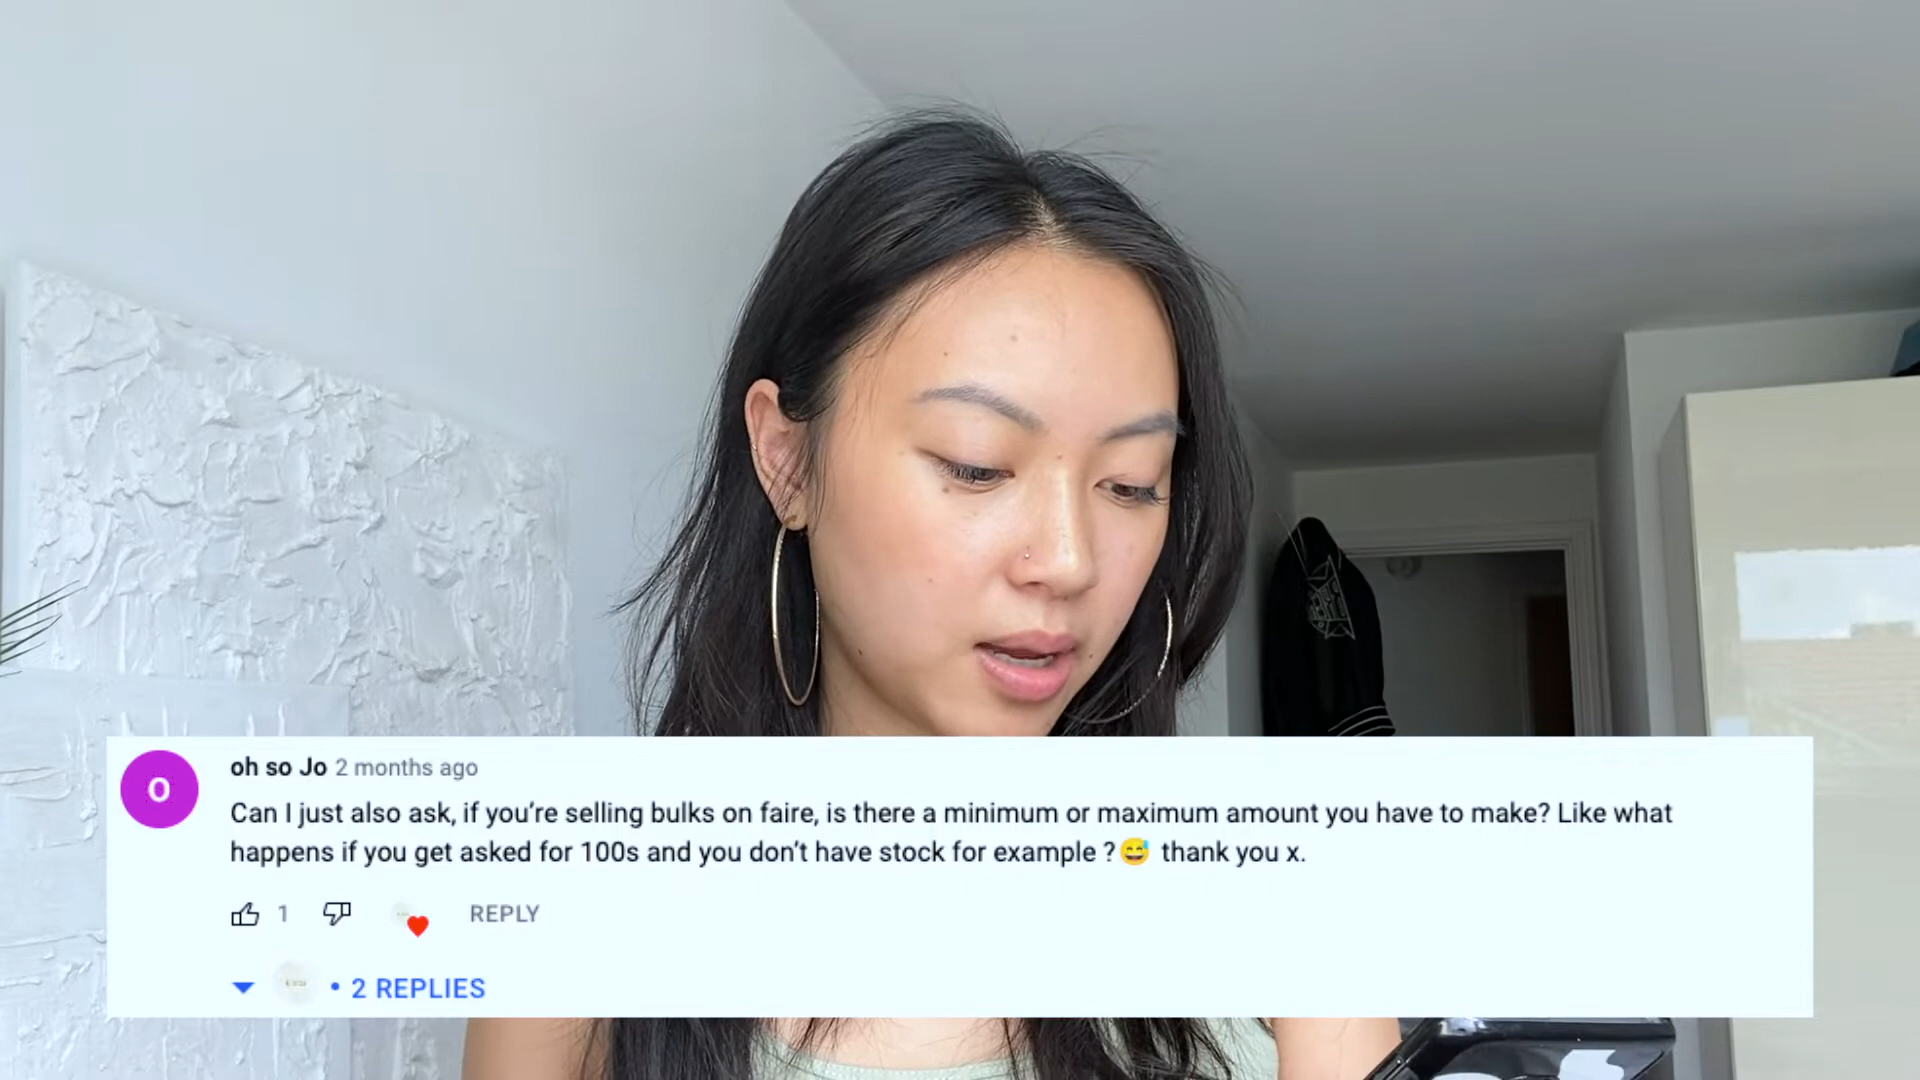 O
oh so Jo 2 months ago
Can I just also ask, if you’re selling bulks on faire, is there a minimum or maximum amount you have to make? Like what
happens if you get asked for 100s and you don’t have stock for example ?😅 thank you x.
1 REPLY
• 2 REPLIES